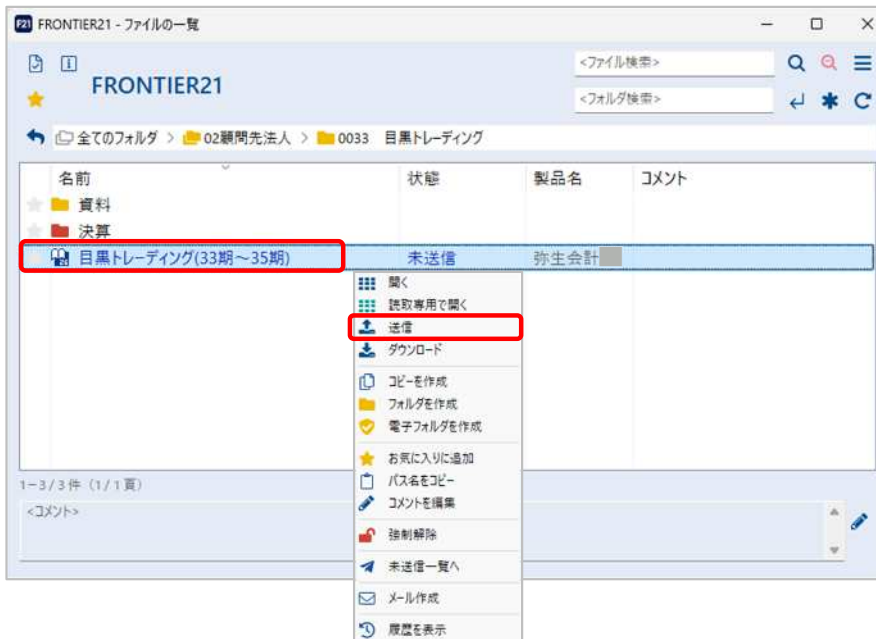 F21 FRONTIER21 - ファイルの一覧
FRONTIER21
<ファイル検索>
<フォルダ検索>
全てのフォルダ > 02顧問先法人 > 0033 目黒トレーディング
名前 状態 製品名 コメント
資料
決算
目黒トレーディング(33期～35期) 未送信 弥生会計
開く
読取専用で開く
送信
ダウンロード
コピーを作成
フォルダを作成
電子フォルダを作成
お気に入りに追加
パス名をコピー
コメントを編集
強制解除
未送信一覧へ
メール作成
履歴を表示
1-3/3件 (1/1頁)
<コメント>